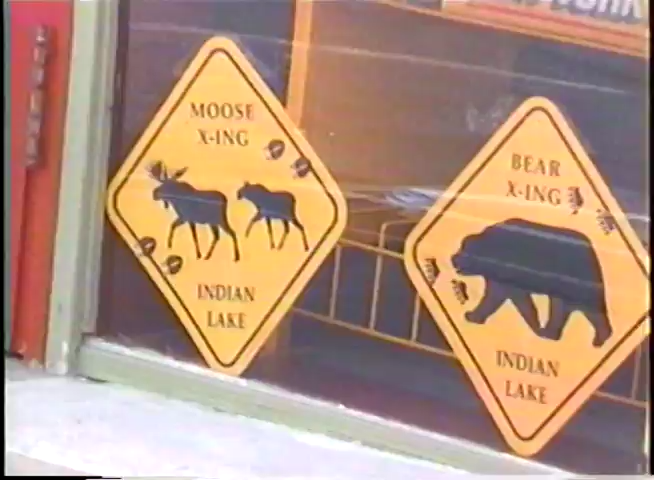 MOOSE
X-ING
INDIAN
LAKE
BEAR
X-ING
INDIAN
LAKE